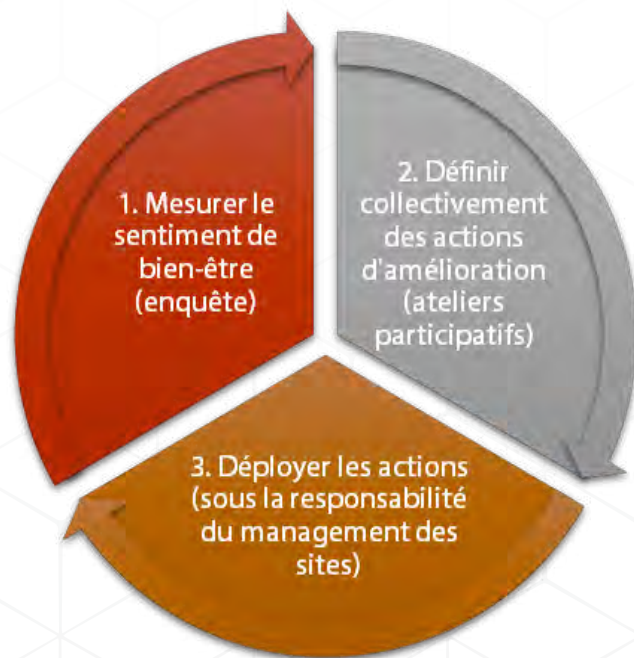 1. Mesurer le
sentiment de
bien-être
(enquête)
2. Définir
collectivement
des actions
d'amélioration
(ateliers
participatifs)
3. Déployer les actions
(sous la responsabilité
du management des
sites)